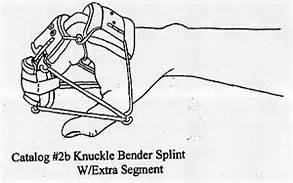 Catalog #2b Knuckle Bender Splint
W/Extra Segment